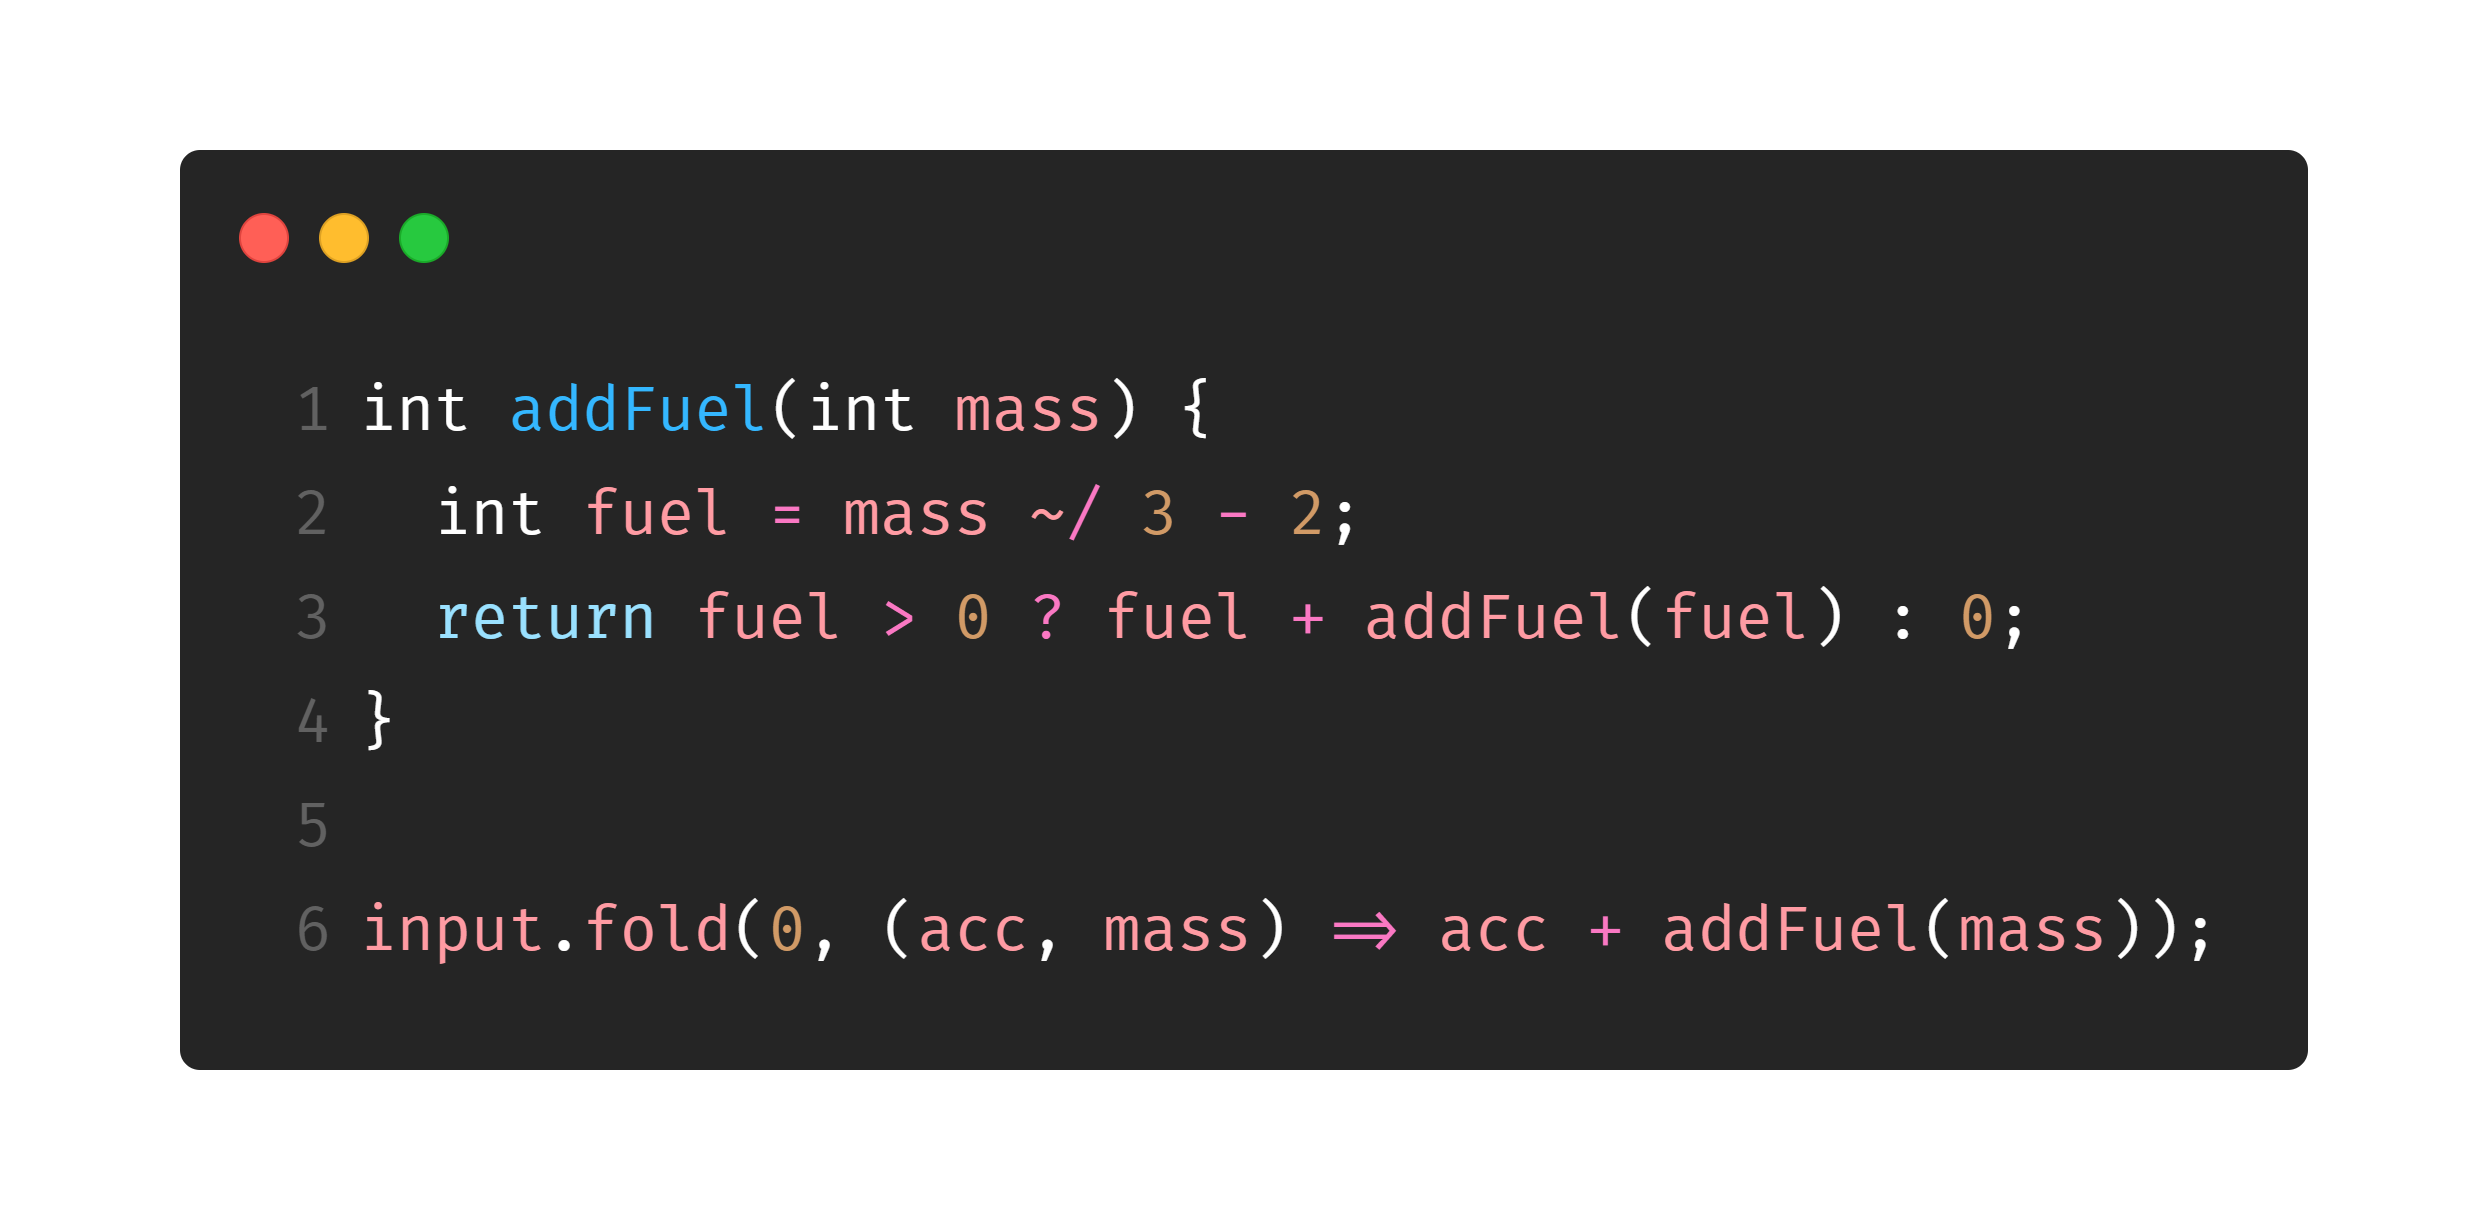 1 int addFuel(int mass) {
2   int fuel = mass ~/ 3 - 2;
3   return fuel > 0 ? fuel + addFuel(fuel) : 0;
4 }
5
6 input.fold(0, (acc, mass) => acc + addFuel(mass));